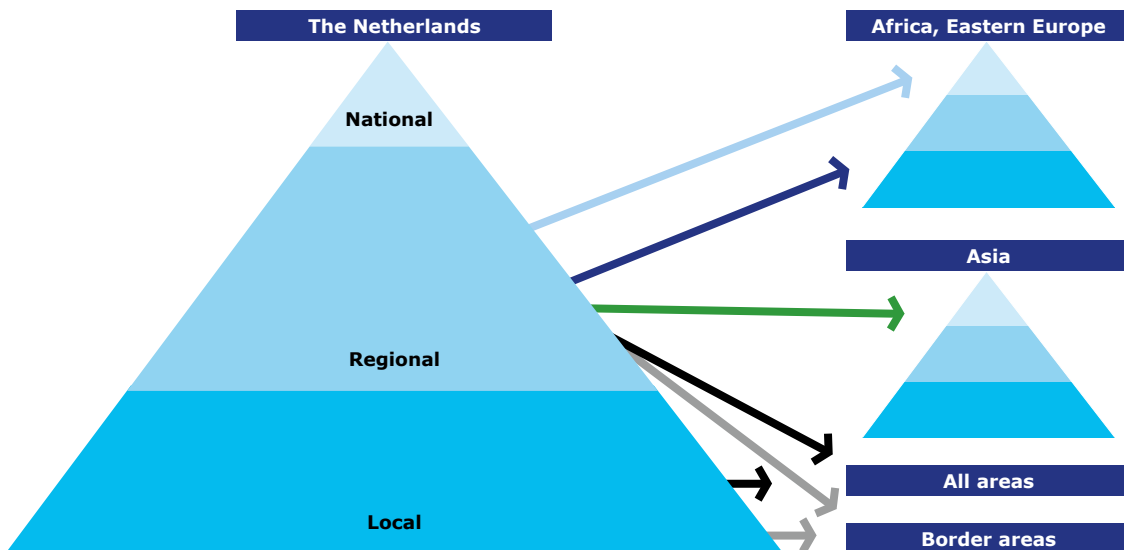 The Netherlands
National
Regional
Local
Africa, Eastern Europe
Asia
All areas
Border areas